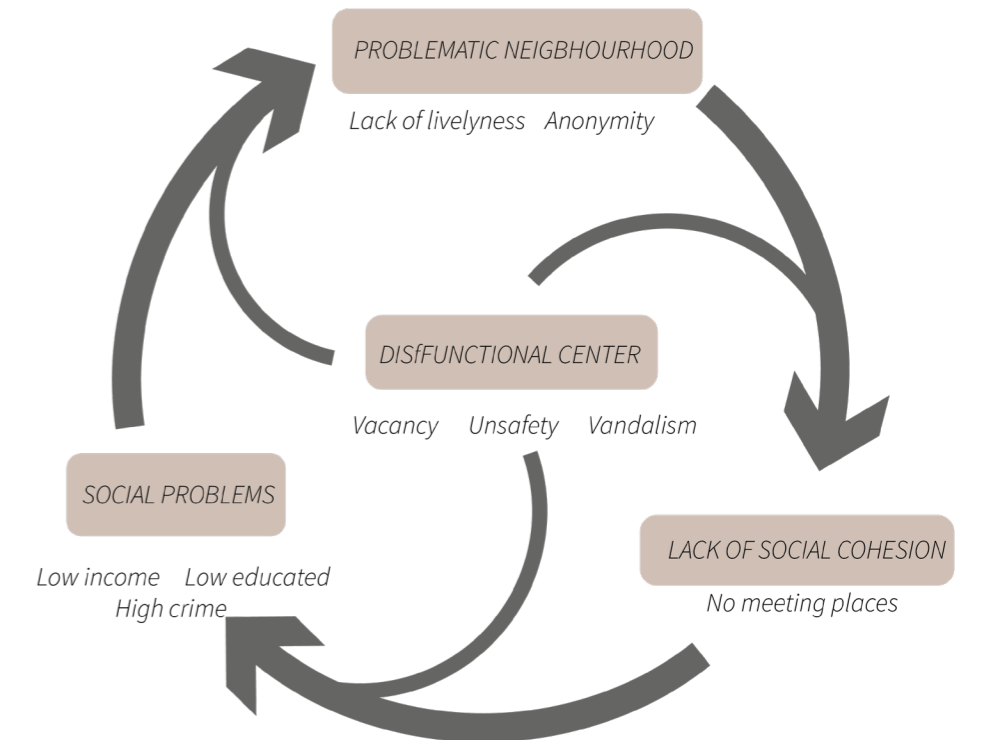 PROBLEMATIC NEIGBHOURHOOD
Lack of livelyness Anonymity
DISfFUNCTIONAL CENTER
Vacancy Unsafety Vandalism
SOCIAL PROBLEMS
Low income Low educated
High crime
LACK OF SOCIAL COHESION
No meeting places